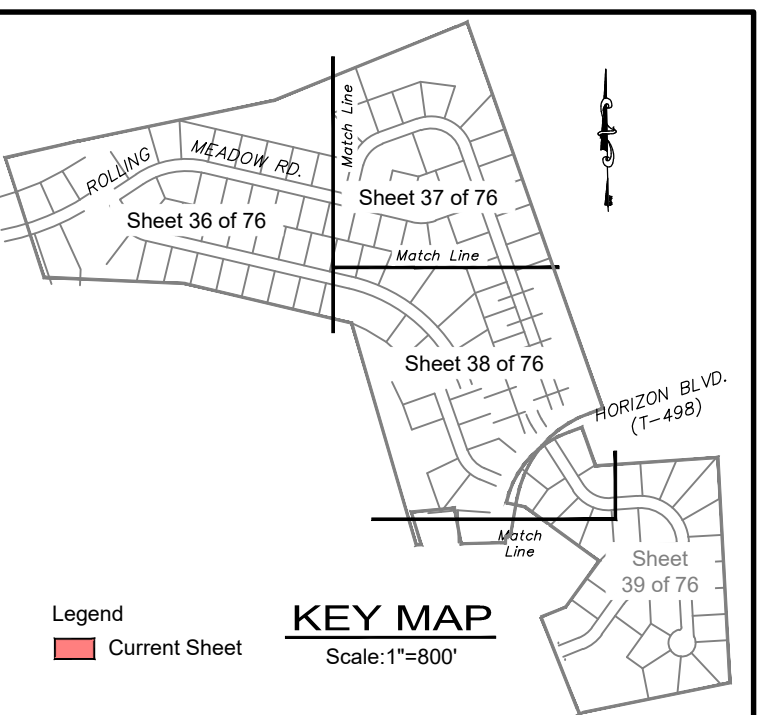 Match Line
ROLLING MEADOW RD.
Sheet 37 of 76
Sheet 36 of 76
Match Line
Sheet 38 of 76
HORIZON BLVD.
(T-498)
Match
Line
Sheet
39 of 76
Legend
Current Sheet
KEY MAP
Scale:1"=800'